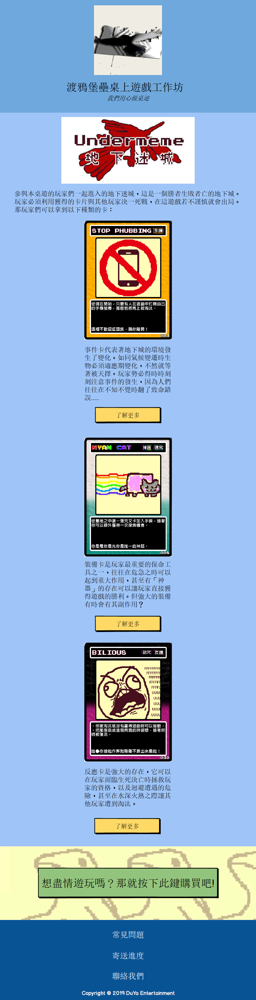 渡鴉堡壘桌上遊戲工作坊
我們用心做桌遊
Undermeme
地下迷城
參與本桌遊的玩家們一起進入的地下迷城，這是一個勝者生敗者亡的地下城。
玩家必須利用獲得的卡片與其他玩家決一死戰，在這遊戲若不謹慎就會出局。
那玩家們可以拿到以下種類的卡：
STOP PHUBBING 永續
從現在開始，只要有人在遊戲中打開自己
的手機螢幕，那麼他將馬上被淘汰。
這裡不歡迎低頭族，請你離開！
003
事件卡代表著地下城的環境發
生了變化。如同氣候變遷時生
物必須適應期變化，不然就等
著被天擇。玩家勢必得時時刻
刻注意事件的發生，因為人們
往往在不知不覺時翻了致命錯
誤......
了解更多
NYAN CAT 神器 通常
從墓地之中選一張咒文卡加入手牌，接著
你可以額外獲得一次探索機會。
你是電你是光你是唯一的神話。
008
裝備卡是玩家最重要的保命工
具之一，往往在危急之時可以
起到重大作用，甚至有「神
器」的存在可以讓玩家直接獲
得遊戲的勝利。但強大的裝備
有時會有其副作用？
了解更多
BILIOUS 詛咒 反應
FFFFFFFF
FFFFFFF
FFFFFF
FFFFFF
FFFFU
UUUU
UUU
UUU
UUUU
UUUU
・你被淘汰或沒有贏得遊戲時可以發動。
・把那張造成這個局面的牌破壞，接著你
將被復活。
哇●你娘啦作弊狗剛剛不算出來喬啦！
030
反應卡是強大的存在，它可以
在玩家面臨生死決亡時拯救玩
家的資格，以及迴避遭遇的危
險，甚至在水深火熱之際讓其
他玩家遭到淘汰。
了解更多
想盡情遊玩嗎？那就按下此鍵購買吧!
常見問題
寄送進度
聯絡我們
Copyright © 2019 DuYa Entertainment